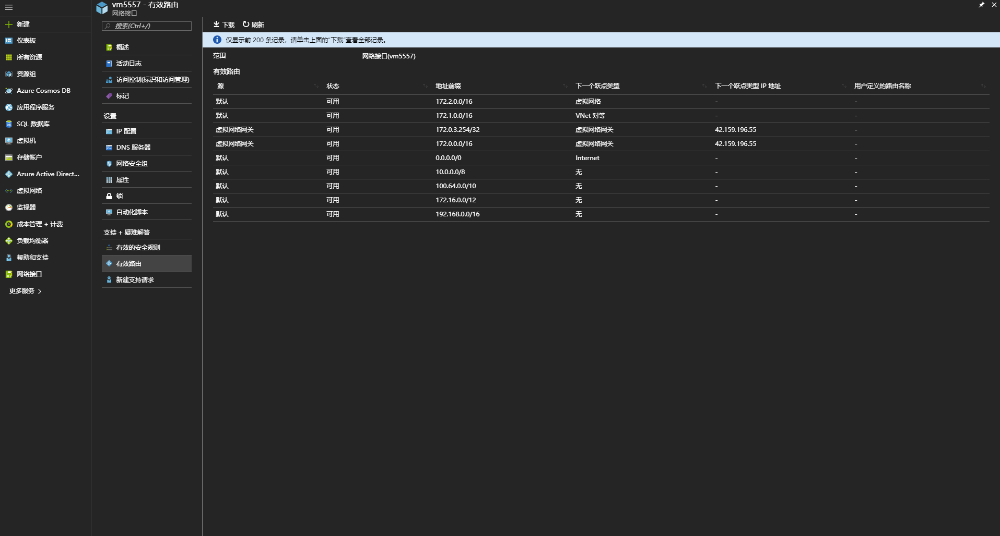 vm5557 - 有效路由
网络接口
新建
仪表板
所有资源
资源组
Azure Cosmos DB
应用程序服务
SQL 数据库
虚拟机
存储帐户
Azure Active Direct...
虚拟网络
监视器
成本管理 + 计费
负载均衡器
帮助和支持
网络接口
更多服务
搜索(Ctrl+/)
概述
活动日志
访问控制(标识和访问管理)
标记
设置
IP 配置
DNS 服务器
网络安全组
属性
锁
自动化脚本
支持 + 疑难解答
有效的安全规则
有效路由
新建支持请求
下载 刷新
仅显示前 200 条记录，请单击上面的“下载”查看全部记录。
范围 网络接口(vm5557)
有效路由
源 状态 地址前缀 下一个跃点类型 下一个跃点类型 IP 地址 用户定义的路由名称
默认 可用 172.2.0.0/16 虚拟网络 - -
默认 可用 172.1.0.0/16 VNet 对等 - -
虚拟网络网关 可用 172.0.3.254/32 虚拟网络网关 42.159.196.55 -
虚拟网络网关 可用 172.0.0.0/16 虚拟网络网关 42.159.196.55 -
默认 可用 0.0.0.0/0 Internet - -
默认 可用 10.0.0.0/8 无 - -
默认 可用 100.64.0.0/10 无 - -
默认 可用 172.16.0.0/12 无 - -
默认 可用 192.168.0.0/16 无 - -